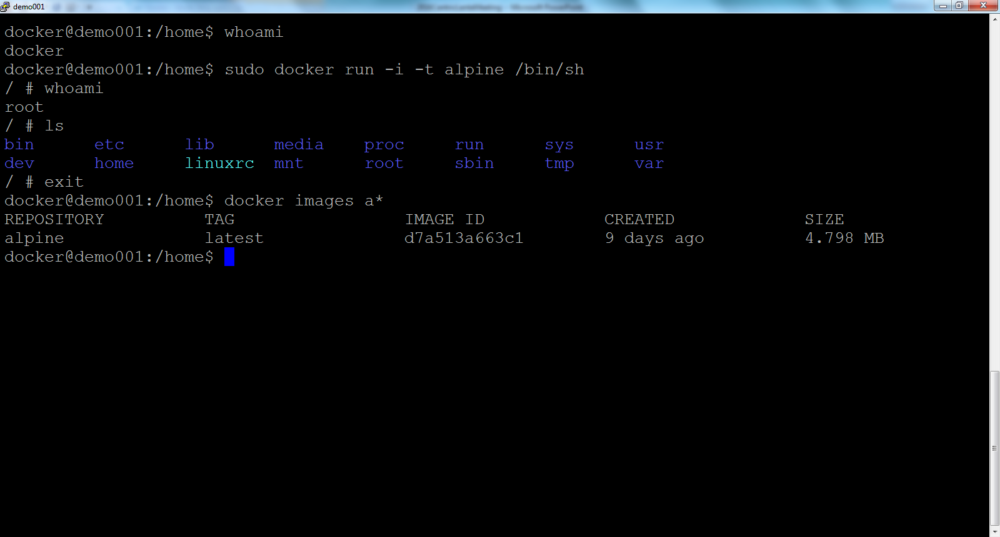 demo001
docker@demo001:/home$ whoami
docker
docker@demo001:/home$ sudo docker run -i -t alpine /bin/sh
/ # whoami
root
/ # ls
bin      etc      lib      media    proc     run      sys      usr
dev      home     linuxrc  mnt      root     sbin     tmp      var
/ # exit
docker@demo001:/home$ docker images a*
REPOSITORY          TAG                 IMAGE ID            CREATED             SIZE
alpine              latest              d7a513a663c1        9 days ago          4.798 MB
docker@demo001:/home$